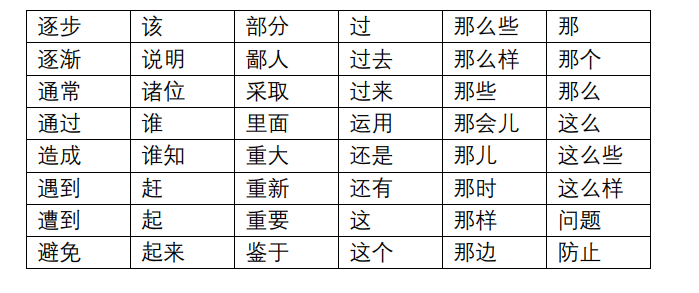 逐步 该 部分 过 那么些 那
逐渐 说明 鄙人 过去 那么样 那个
通常 诸位 采取 过来 那些 那么
通过 谁 里面 运用 那会儿 这么
造成 谁知 重大 还是 那儿 这么些
遇到 赶 重新 还有 那时 这么样
遭到 起 重要 这 那样 问题
避免 起来 鉴于 这个 那边 防止